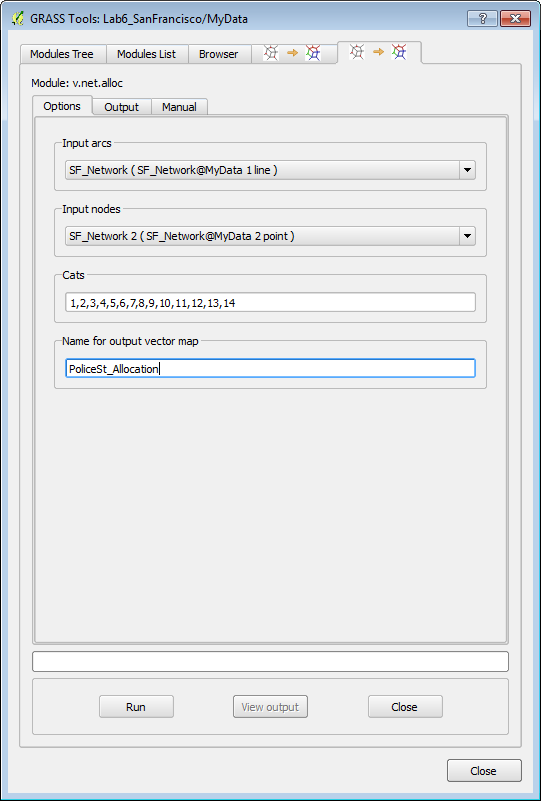 GRASS Tools: Lab6_SanFrancisco/MyData
?
Modules Tree
Modules List
Browser
Module: v.net.alloc
Options
Output
Manual
Input arcs
SF_Network ( SF_Network@MyData 1 line )
Input nodes
SF_Network 2 ( SF_Network@MyData 2 point )
Cats
1,2,3,4,5,6,7,8,9,10,11,12,13,14
Name for output vector map
PoliceSt_Allocation
Run
View output
Close
Close